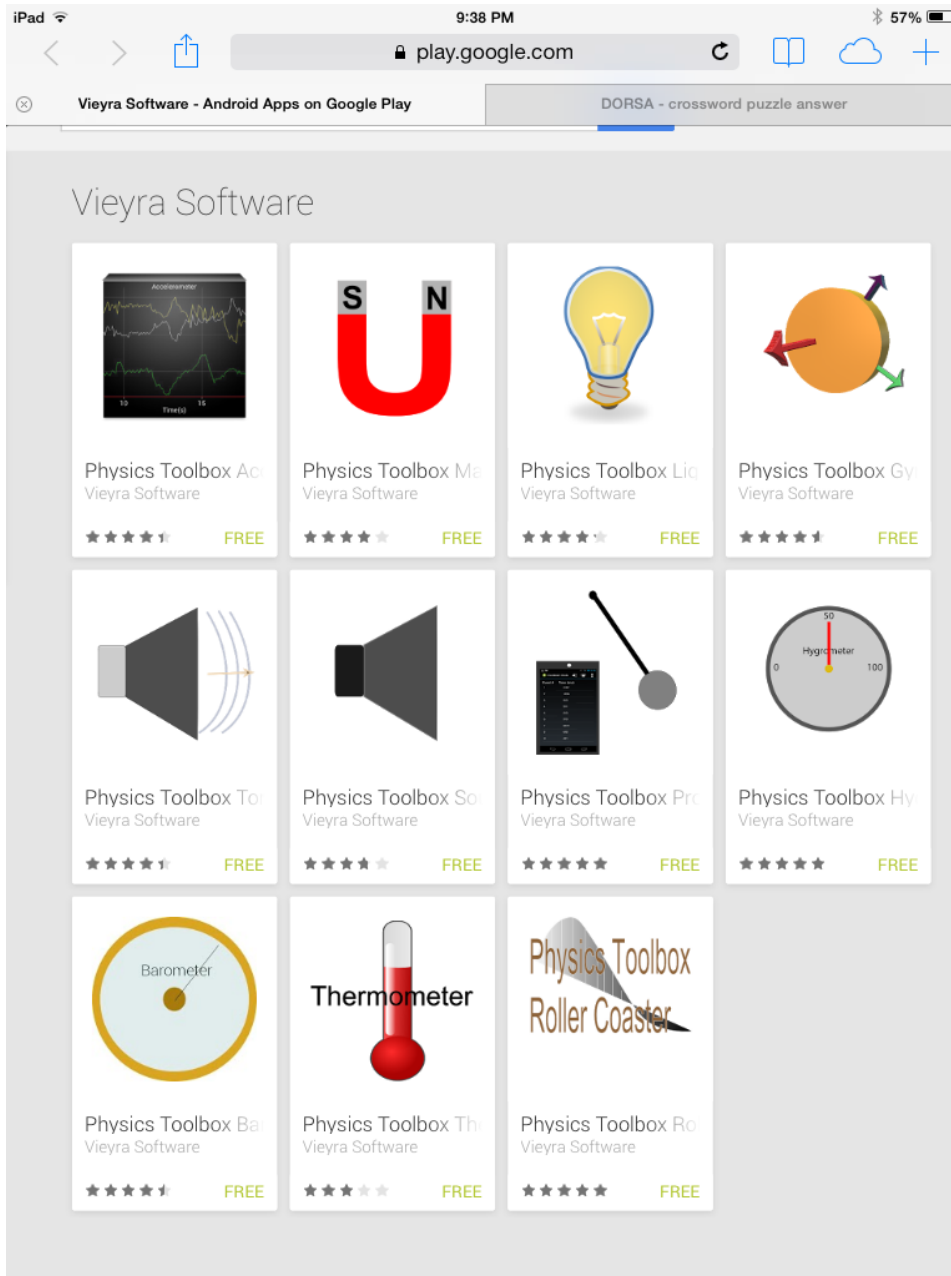 iPad 9:38 PM 57%
play.google.com
Vieyra Software - Android Apps on Google Play DORSA - crossword puzzle answer
Vieyra Software
Accelerometer
10 15
Time(s)
S N
Physics Toolbox Ac
Vieyra Software
FREE
Physics Toolbox Ma
Vieyra Software
FREE
Physics Toolbox Lig
Vieyra Software
FREE
Physics Toolbox Gy
Vieyra Software
FREE
50
Hygrometer
0 100
Physics Toolbox To
Vieyra Software
FREE
Physics Toolbox So
Vieyra Software
FREE
Physics Toolbox Pro
Vieyra Software
FREE
Physics Toolbox Hy
Vieyra Software
FREE
Barometer
Thermometer
Physics Toolbox
Roller Coaster
Physics Toolbox Ba
Vieyra Software
FREE
Physics Toolbox Th
Vieyra Software
FREE
Physics Toolbox Ro
Vieyra Software
FREE